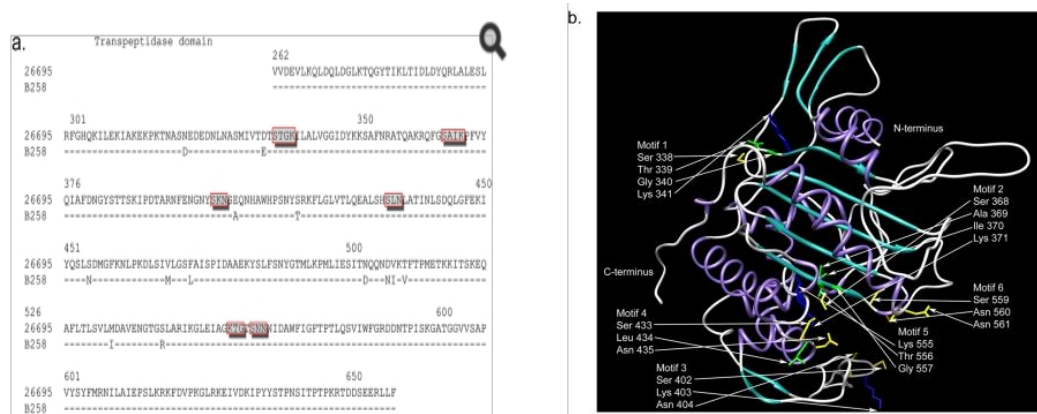 a.
Transpeptidase domain
262
26695 VVDEVLKQLDQLDGLKTQGYTIKLTIDLDYQRLALESL
B258 --------------------------------------
301 350
26695 RFGHQKILEKIAKEKPKTNASNEDEDNLNASMIVTDTSTGKILALVGGIDYKKSAFNRATQAKRQFGSAIKPFVY
B258 ----------------------D--------------E--------------------------------------
376 450
26695 QIAFDNGYSTTSKIPDTARNFENGNYSKNSEQNHAWHPSNYSRKFLGLVTLQEALSHSLNLATINLSDQLGFEKI
B258 ------------------------------A---------T---------------------------------
451 500
26695 YQSLSDMGFKNLPKDLSIVLGSFAISPIDAAEKYSLFSNYGTMLKPMLIESITNQQNDVKTFTPMETKKITSKEQ
B258 ----N------------M--L----------------------------------D---NI-V------------
526 600
26695 AFLTLSVLMDAVENGTGSLARIKGLEIAGKTGTSNNNIDAMFIGFTPTLQSVIWFGRDDNTPISKGATGGVVSAP
B258 --------I---------R--------------------------------------------------------
601 650
26695 VYSYFMRNILAIEPSLKRKFDVPKGLRKEIVDKIPYYSTPNSITPTPKRTDDSEERLLF
B258 -----------------------------------------------------------
b.
N-terminus
Motif 1
Ser 338
Thr 339
Gly 340
Lys 341
Motif 2
Ser 368
Ala 369
Ile 370
Lys 371
C-terminus
Motif 6
Ser 559
Asn 560
Asn 561
Motif 4
Ser 433
Leu 434
Asn 435
Motif 5
Lys 555
Thr 556
Gly 557
Motif 3
Ser 402
Lys 403
Asn 404